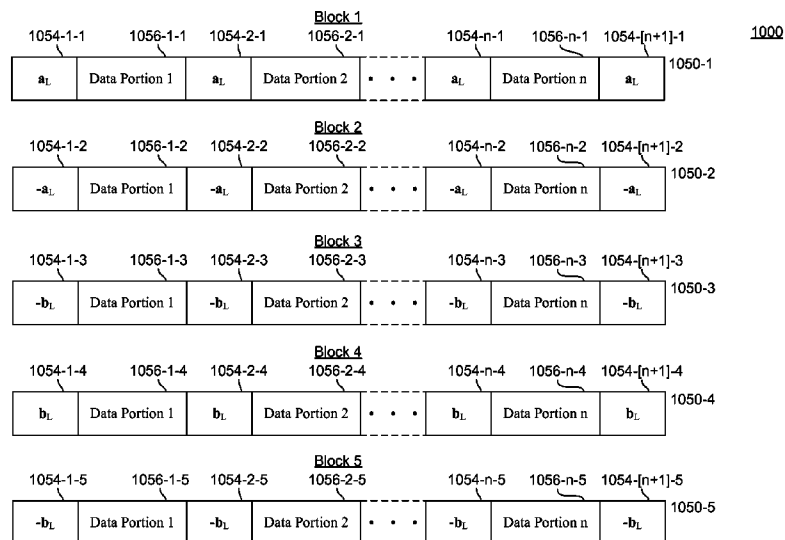 Block 1
1000
1054-1-1 1056-1-1 1054-2-1 1056-2-1 1054-n-1 1056-n-1 1054-[n+1]-1
1050-1
aL Data Portion 1 aL Data Portion 2 • • • aL Data Portion n aL
Block 2
1054-1-2 1056-1-2 1054-2-2 1056-2-2 1054-n-2 1056-n-2 1054-[n+1]-2
1050-2
-aL Data Portion 1 -aL Data Portion 2 • • • -aL Data Portion n -aL
Block 3
1054-1-3 1056-1-3 1054-2-3 1056-2-3 1054-n-3 1056-n-3 1054-[n+1]-3
1050-3
-bL Data Portion 1 -bL Data Portion 2 • • • -bL Data Portion n -bL
Block 4
1054-1-4 1056-1-4 1054-2-4 1056-2-4 1054-n-4 1056-n-4 1054-[n+1]-4
1050-4
bL Data Portion 1 bL Data Portion 2 • • • bL Data Portion n bL
Block 5
1054-1-5 1056-1-5 1054-2-5 1056-2-5 1054-n-5 1056-n-5 1054-[n+1]-5
1050-5
-bL Data Portion 1 -bL Data Portion 2 • • • -bL Data Portion n -bL